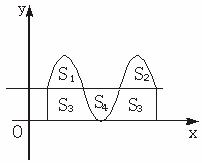 y
S₁ S₂
S₃ S₄ S₃
O x